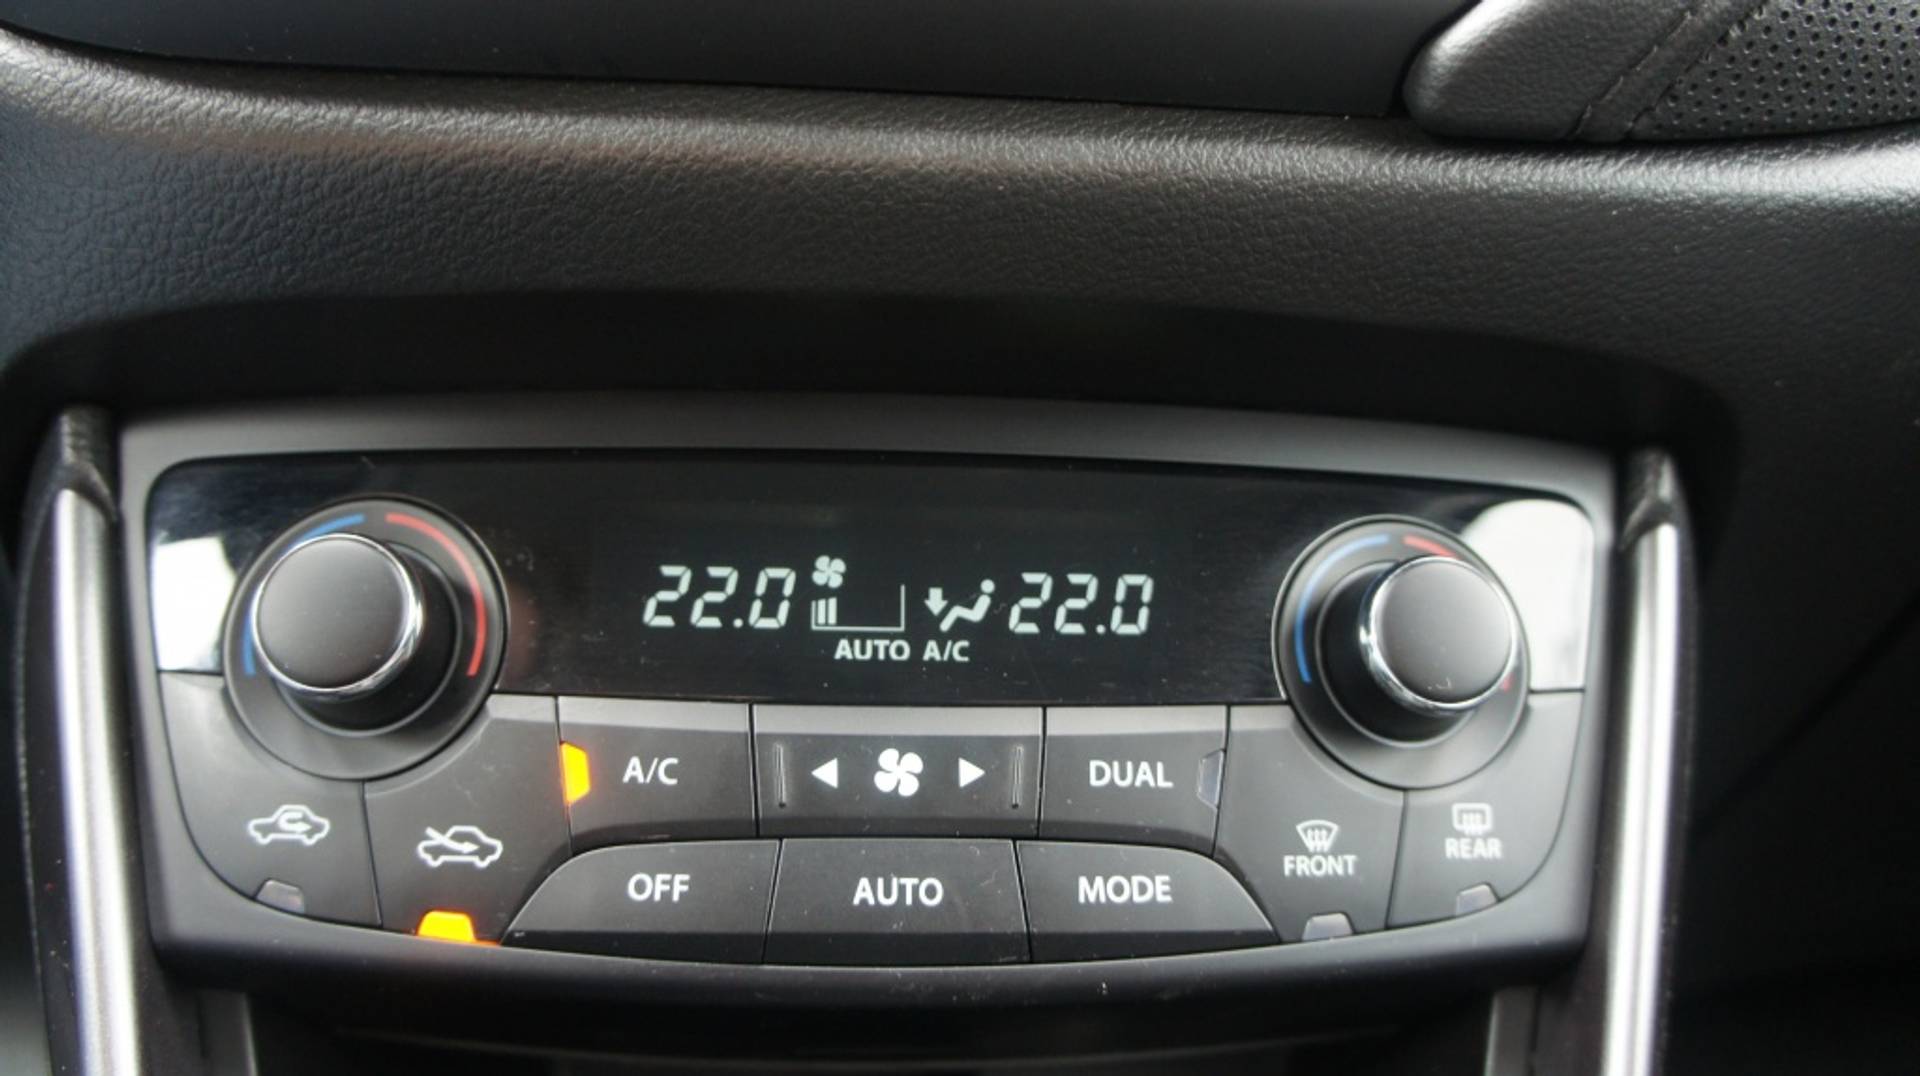 22.0 22.0
AUTO A/C
A/C DUAL
FRONT REAR
OFF AUTO MODE